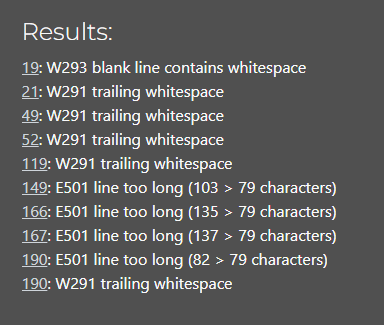 Results:
19: W293 blank line contains whitespace
21: W291 trailing whitespace
49: W291 trailing whitespace
52: W291 trailing whitespace
119: W291 trailing whitespace
149: E501 line too long (103 > 79 characters)
166: E501 line too long (135 > 79 characters)
167: E501 line too long (137 > 79 characters)
190: E501 line too long (82 > 79 characters)
190: W291 trailing whitespace